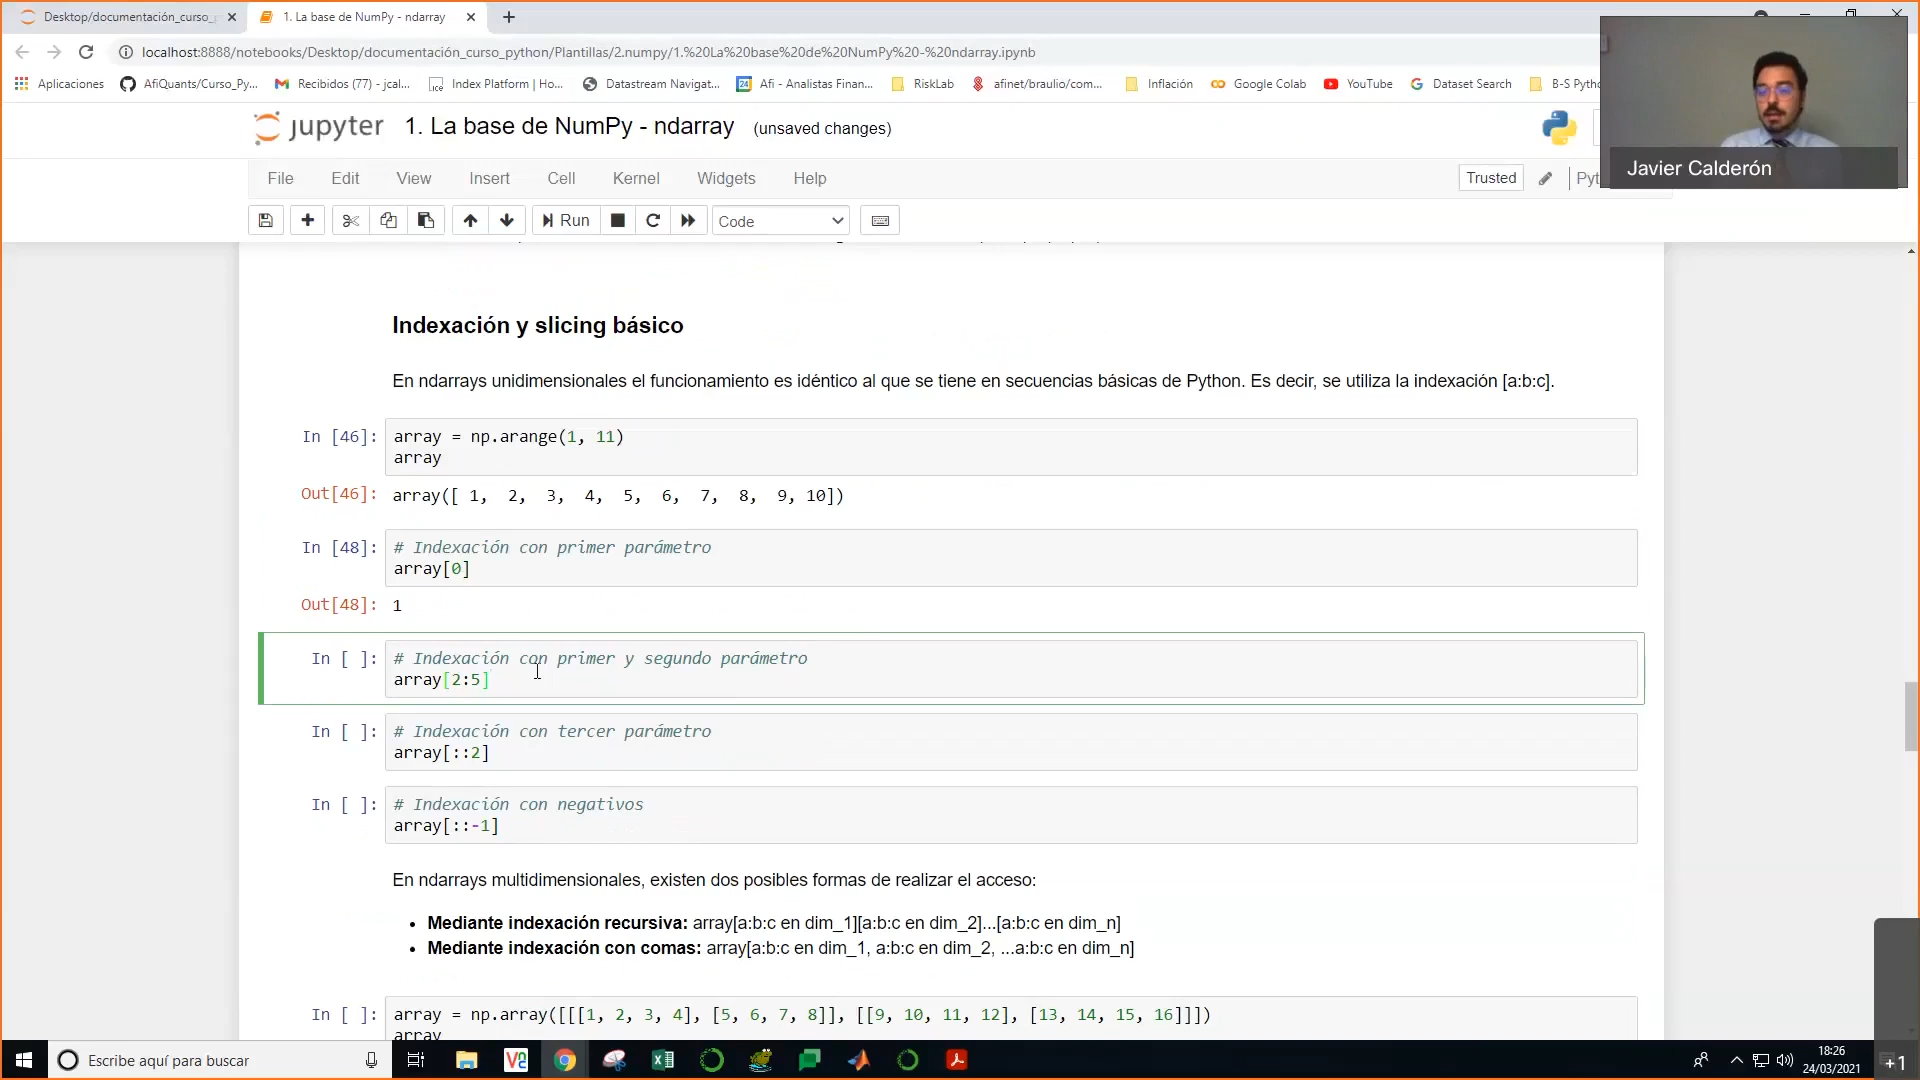 Desktop/documentación_curso_
1. La base de NumPy - ndarray
localhost:8888/notebooks/Desktop/documentación_curso_python/Plantillas/2.numpy/1.%20La%20base%20de%20NumPy%20-%20ndarray.ipynb
Aplicaciones
AfiQuants/Curso_Py...
Recibidos (77) - jcal...
ice
Index Platform | Ho...
Datastream Navigat...
24
Afi - Analistas Finan...
RiskLab
afinet/braulio/com...
Inflación
Google Colab
YouTube
Dataset Search
B-S Pytho
jupyter
1. La base de NumPy - ndarray
(unsaved changes)
Javier Calderón
File Edit View Insert Cell Kernel Widgets Help
Trusted
Pyt
Run
Code
Indexación y slicing básico
En ndarrays unidimensionales el funcionamiento es idéntico al que se tiene en secuencias básicas de Python. Es decir, se utiliza la indexación [a:b:c].
In [46]: array = np.arange(1, 11)
array
Out[46]: array([ 1,  2,  3,  4,  5,  6,  7,  8,  9, 10])
In [48]: # Indexación con primer parámetro
array[0]
Out[48]: 1
In [ ]: # Indexación con primer y segundo parámetro
array[2:5]
In [ ]: # Indexación con tercer parámetro
array[::2]
In [ ]: # Indexación con negativos
array[::-1]
En ndarrays multidimensionales, existen dos posibles formas de realizar el acceso:
• Mediante indexación recursiva: array[a:b:c en dim_1][a:b:c en dim_2]...[a:b:c en dim_n]
• Mediante indexación con comas: array[a:b:c en dim_1, a:b:c en dim_2, ...a:b:c en dim_n]
In [ ]: array = np.array([[[1, 2, 3, 4], [5, 6, 7, 8]], [[9, 10, 11, 12], [13, 14, 15, 16]]])
array
Escribe aquí para buscar
18:26
24/03/2021
+1